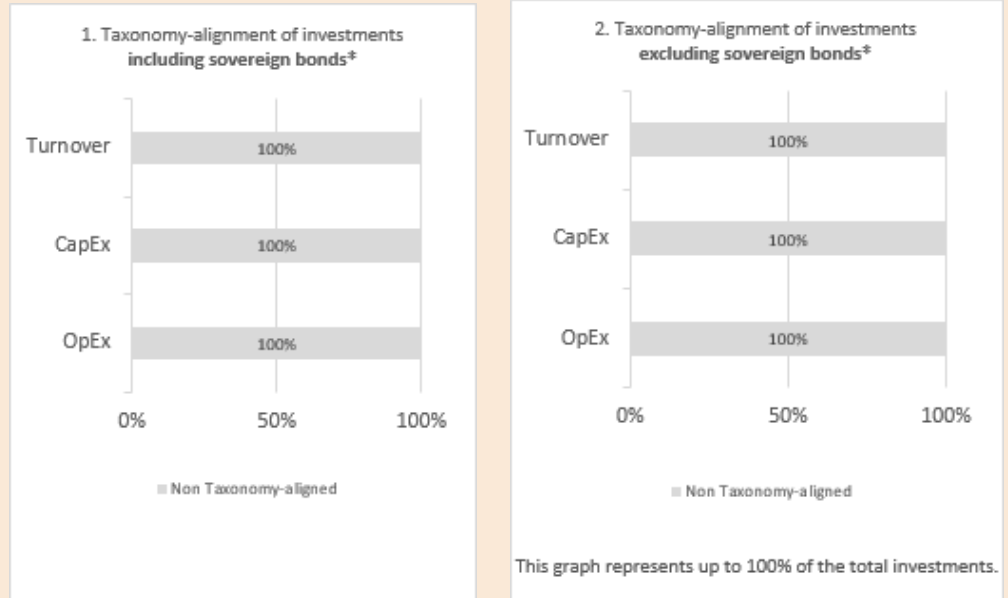 1. Taxonomy-alignment of investments
including sovereign bonds*
Turnover
100%
CapEx
100%
OpEx
100%
0%
50%
100%
Non Taxonomy-aligned
2. Taxonomy-alignment of investments
excluding sovereign bonds*
Turnover
100%
CapEx
100%
OpEx
100%
0%
50%
100%
Non Taxonomy-aligned
This graph represents up to 100% of the total investments.